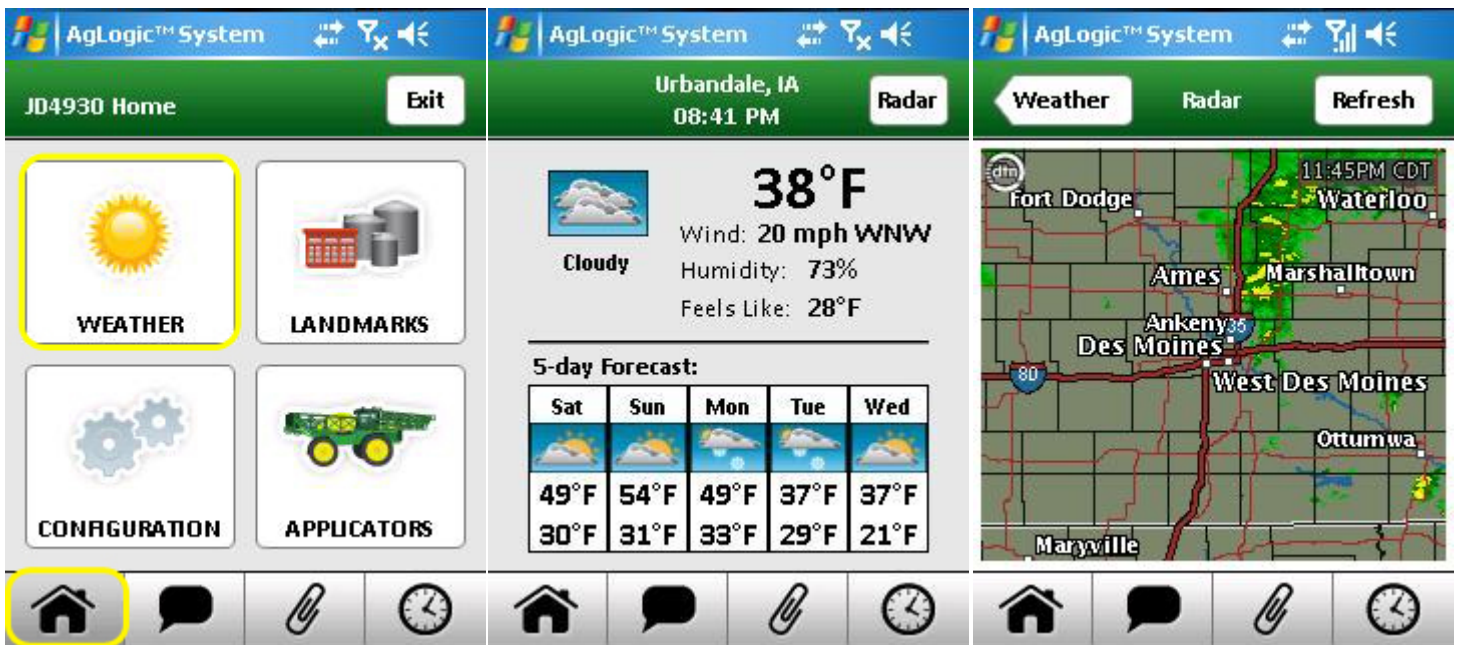 AgLogic™ System
JD4930 Home
Exit
WEATHER
LANDMARKS
CONFIGURATION
APPLICATORS
AgLogic™ System
Urbandale, IA
08:41 PM
Radar
38°F
Wind: 20 mph WNW
Cloudy
Humidity: 73%
Feels Like: 28°F
5-day Forecast:
Sat Sun Mon Tue Wed
49°F 54°F 49°F 37°F 37°F
30°F 31°F 33°F 29°F 21°F
AgLogic™ System
Weather
Radar
Refresh
dtn
11:45PM CDT
Fort Dodge
Waterloo
Ames
Marshalltown
Ankeny
35
Des Moines
80
West Des Moines
Ottumwa
Maryville